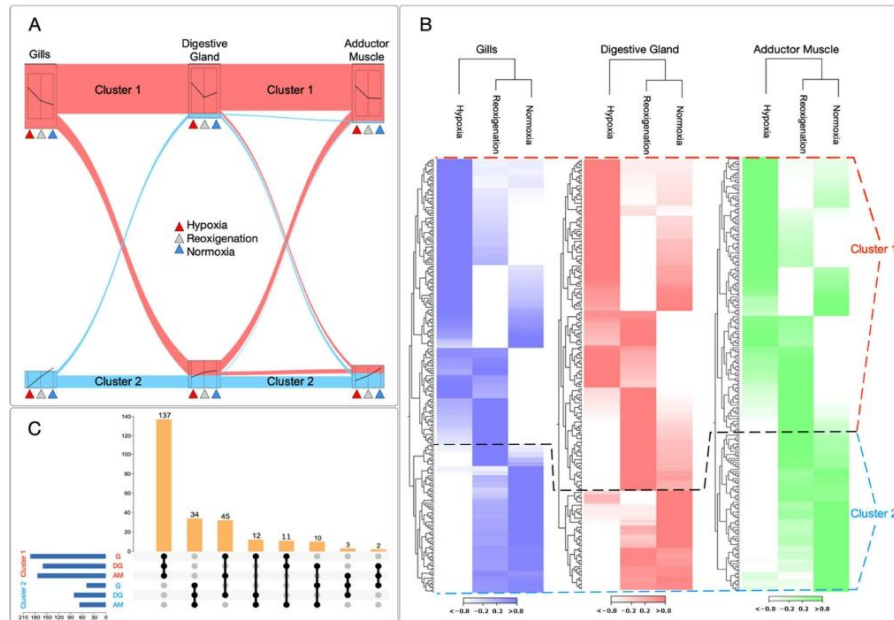 A
Gills
Digestive
Gland
Adductor
Muscle
Cluster 1
Cluster 1
Hypoxia
Reoxigenation
Normoxia
Cluster 2
Cluster 2
B
Gills
Digestive Gland
Adductor Muscle
Hypoxia
Reoxigenation
Normoxia
Hypoxia
Reoxigenation
Normoxia
Hypoxia
Reoxigenation
Normoxia
Cluster 1
Cluster 2
<-0.8 -0.2 0.2 >0.8
<-0.8 -0.2 0.2 >0.8
<-0.8 -0.2 0.2 >0.8
C
140
120
100
80
60
40
20
0
137
34
45
12
11
10
3
2
Cluster 1
Cluster 2
G
DG
AM
G
DG
AM
210 180 150 120 90 60 30 0